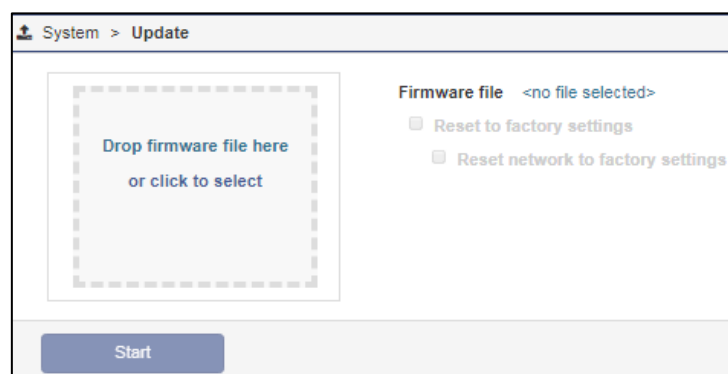 System > Update
Drop firmware file here
or click to select
Firmware file <no file selected>
Reset to factory settings
Reset network to factory settings
Start